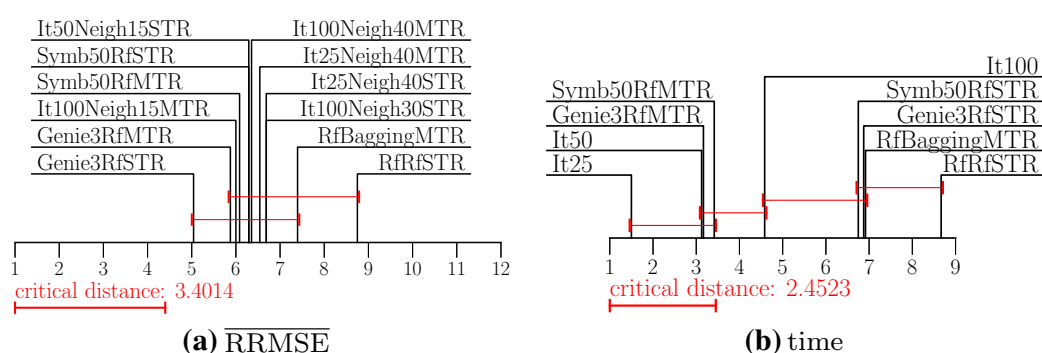 It50Neigh15STR
Symb50RfSTR
Symb50RfMTR
It100Neigh15MTR
Genie3RfMTR
Genie3RfSTR
It100Neigh40MTR
It25Neigh40MTR
It25Neigh40STR
It100Neigh30STR
RfBaggingMTR
RfRfSTR
1 2 3 4 5 6 7 8 9 10 11 12
critical distance: 3.4014
(a) RRMSE
Symb50RfMTR
Genie3RfMTR
It50
It25
It100
Symb50RfSTR
Genie3RfSTR
RfBaggingMTR
RfRfSTR
1 2 3 4 5 6 7 8 9
critical distance: 2.4523
(b) time